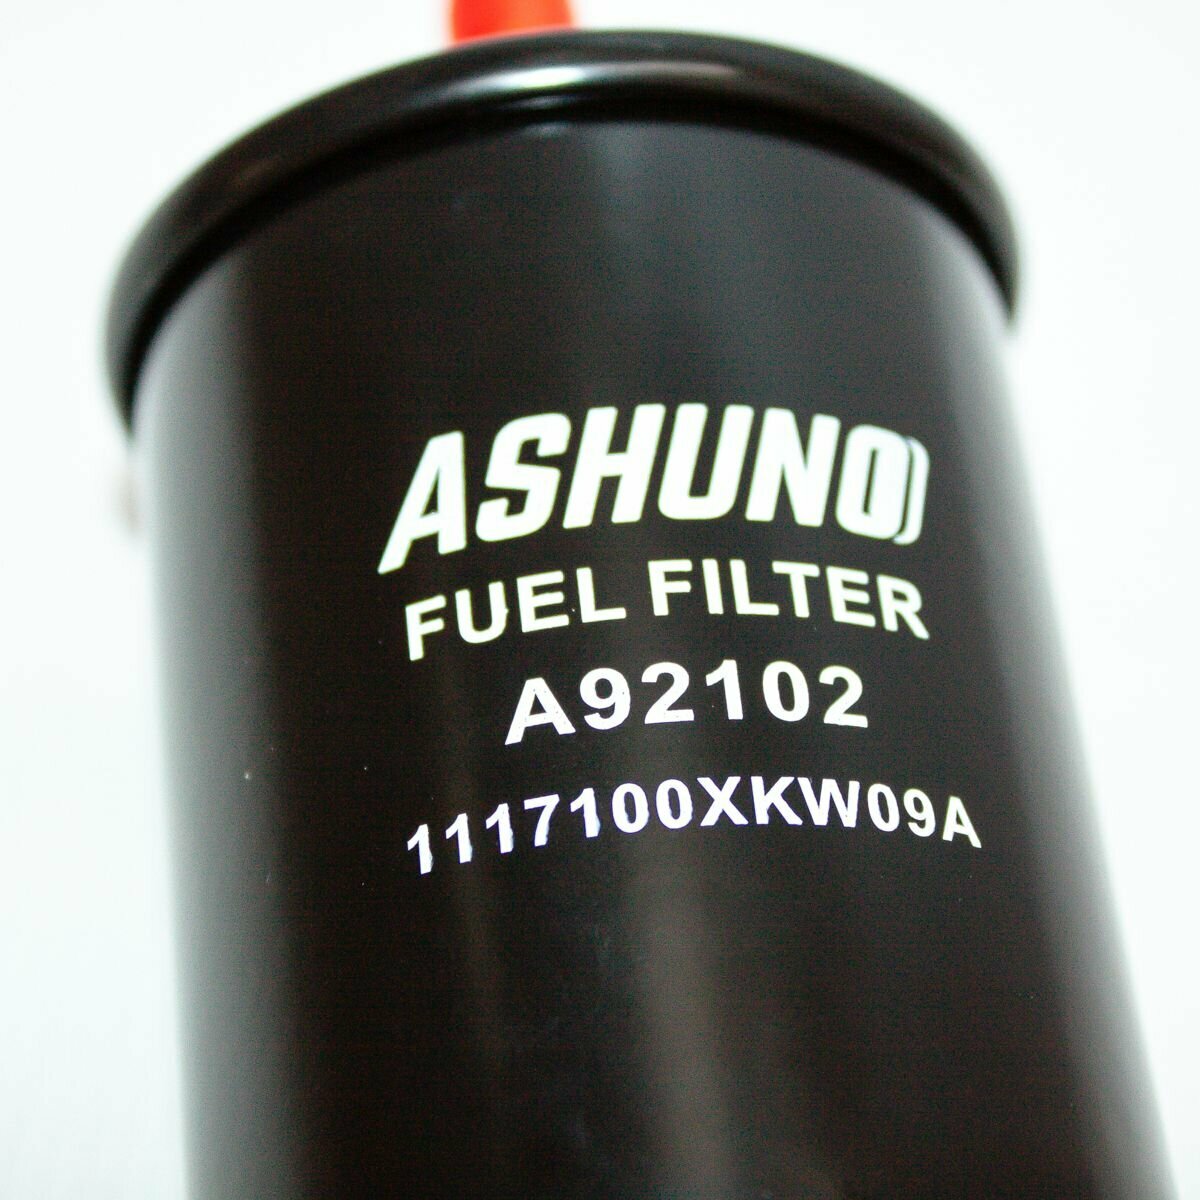 ASHUNO
FUEL FILTER
A92102
1117100XKW09A